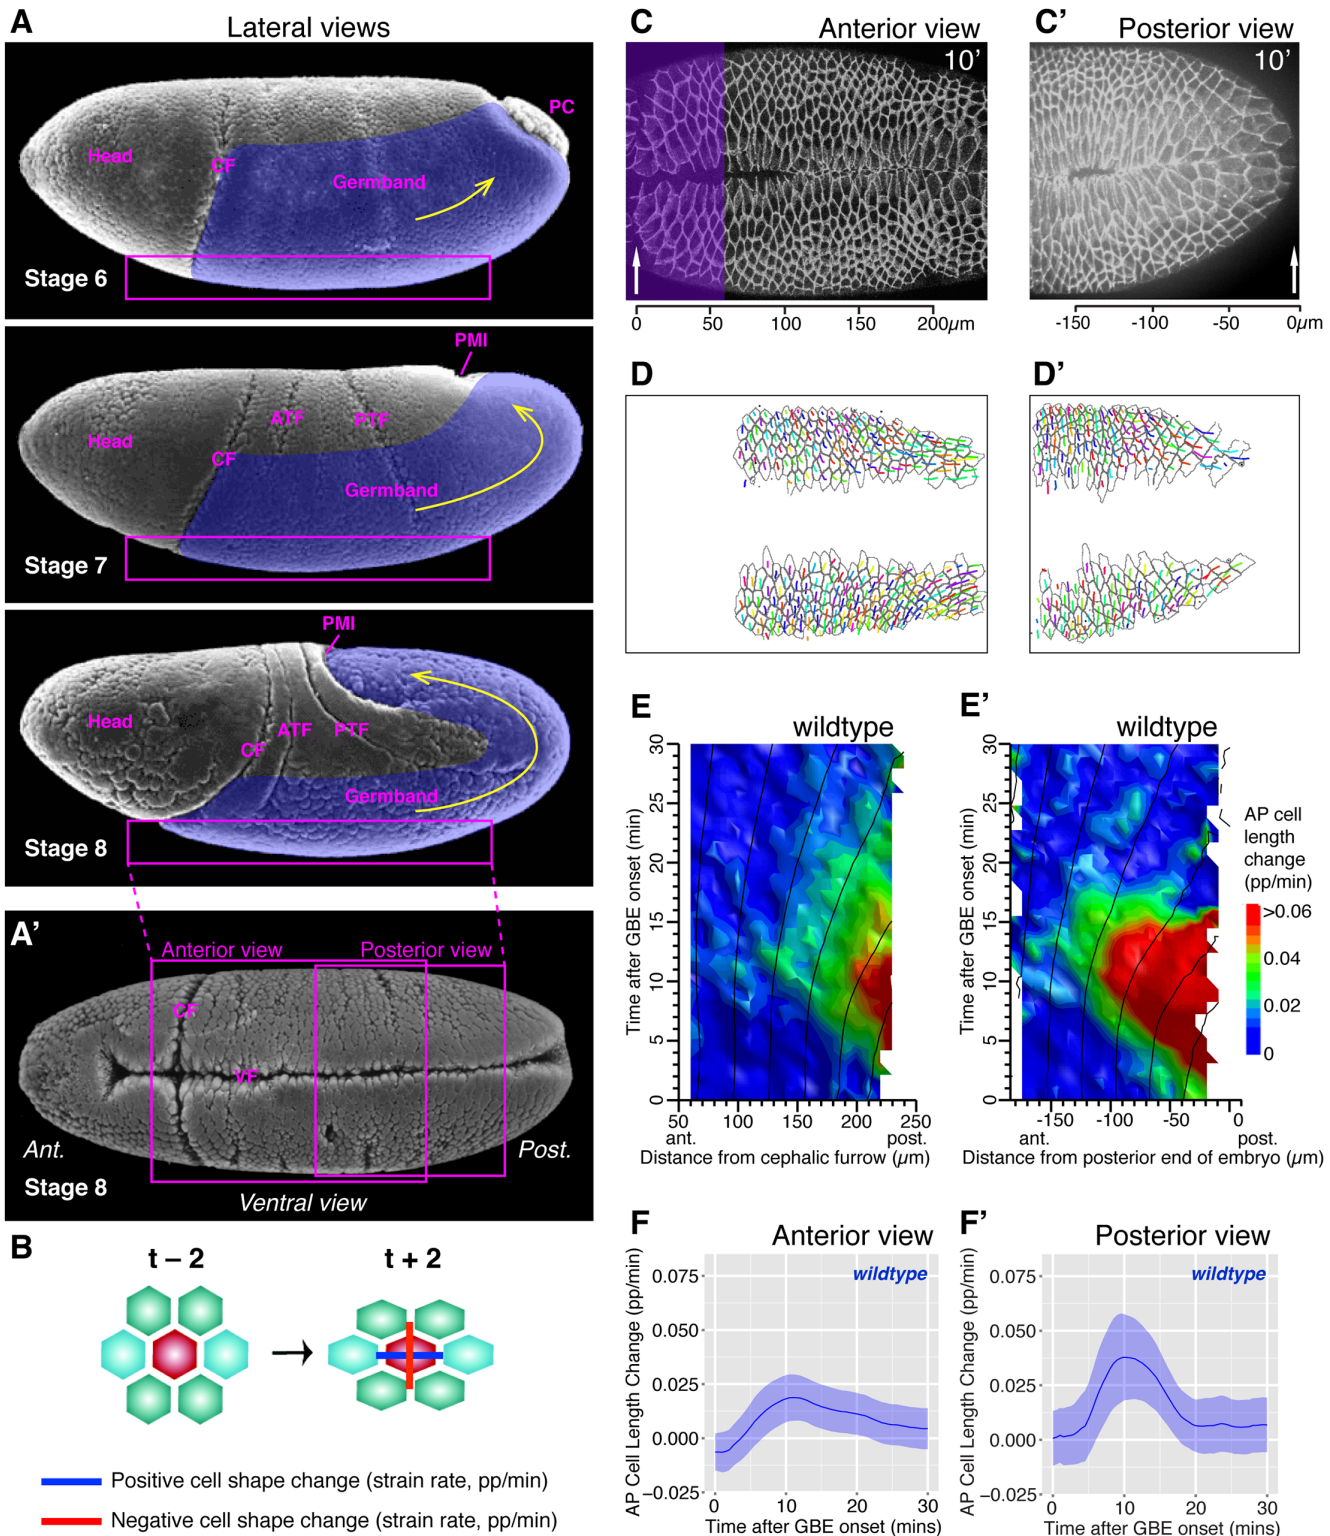 A
Lateral views
PC
Head
CF
Germband
Stage 6
PMI
ATF
PTF
Head
CF
Germband
Stage 7
PMI
Head
ATF
PTF
CF
Germband
Stage 8
A’
Anterior view
Posterior view
CF
VF
Ant.
Post.
Stage 8
Ventral view
B
t – 2
t + 2
Positive cell shape change (strain rate, pp/min)
Negative cell shape change (strain rate, pp/min)
C
Anterior view
10’
0 50 100 150 200µm
C’
Posterior view
10’
-150 -100 -50 0µm
D
D’
E
wildtype
Time after GBE onset (min)
30
25
20
15
10
5
0
50 100 150 200 250
ant. post.
Distance from cephalic furrow (µm)
E’
wildtype
Time after GBE onset (min)
30
25
20
15
10
5
0
-150 -100 -50 0
ant. post.
Distance from posterior end of embryo (µm)
AP cell
length
change
(pp/min)
>0.06
0.04
0.02
0
F
Anterior view
AP Cell Length Change (pp/min)
wildtype
0.075
0.050
0.025
0.000
−0.025
0 10 20 30
Time after GBE onset (mins)
F’
Posterior view
AP Cell Length Change (pp/min)
wildtype
0.075
0.050
0.025
0.000
−0.025
0 10 20 30
Time after GBE onset (mins)